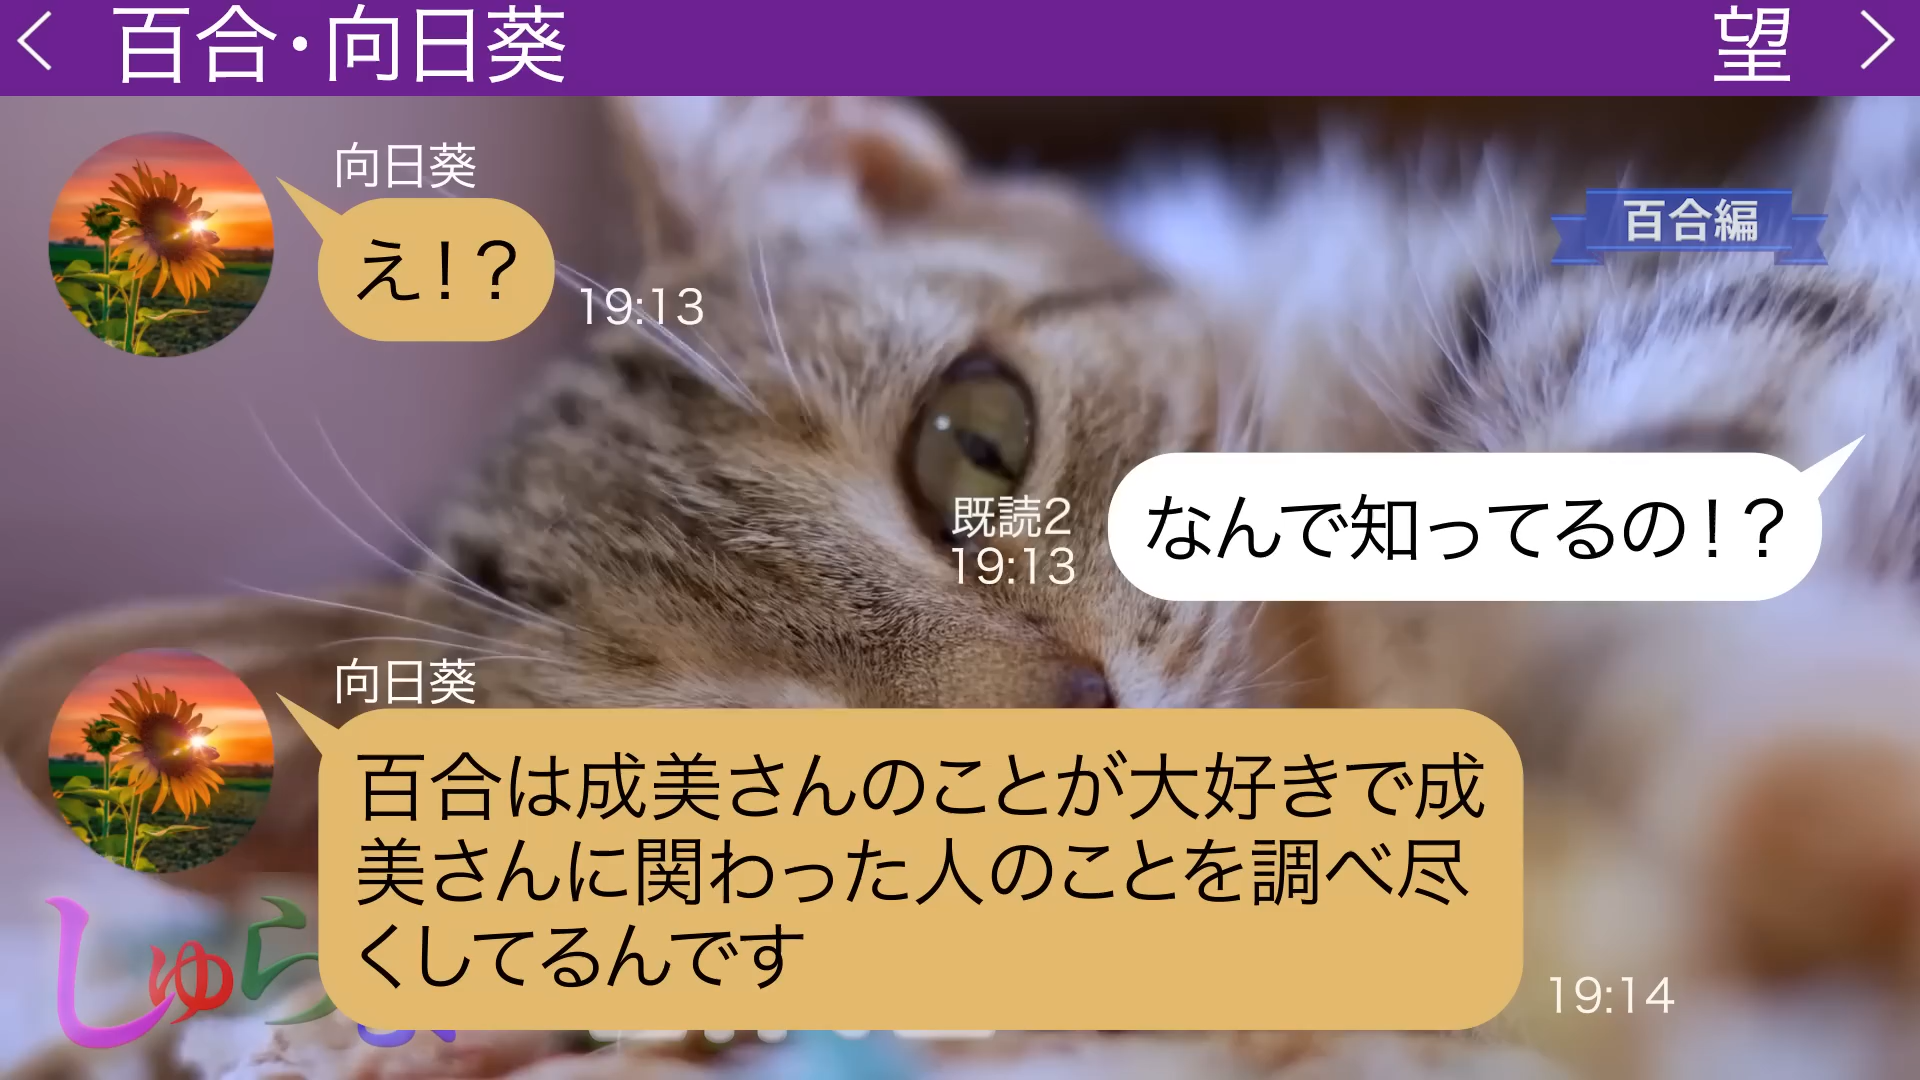 百合・向日葵
望
向日葵
百合編
え！？
19:13
なんで知ってるの！？
既読2
19:13
向日葵
百合は成美さんのことが大好きで成
美さんに関わった人のことを調べ尽
くしてるんです
19:14
しゅら